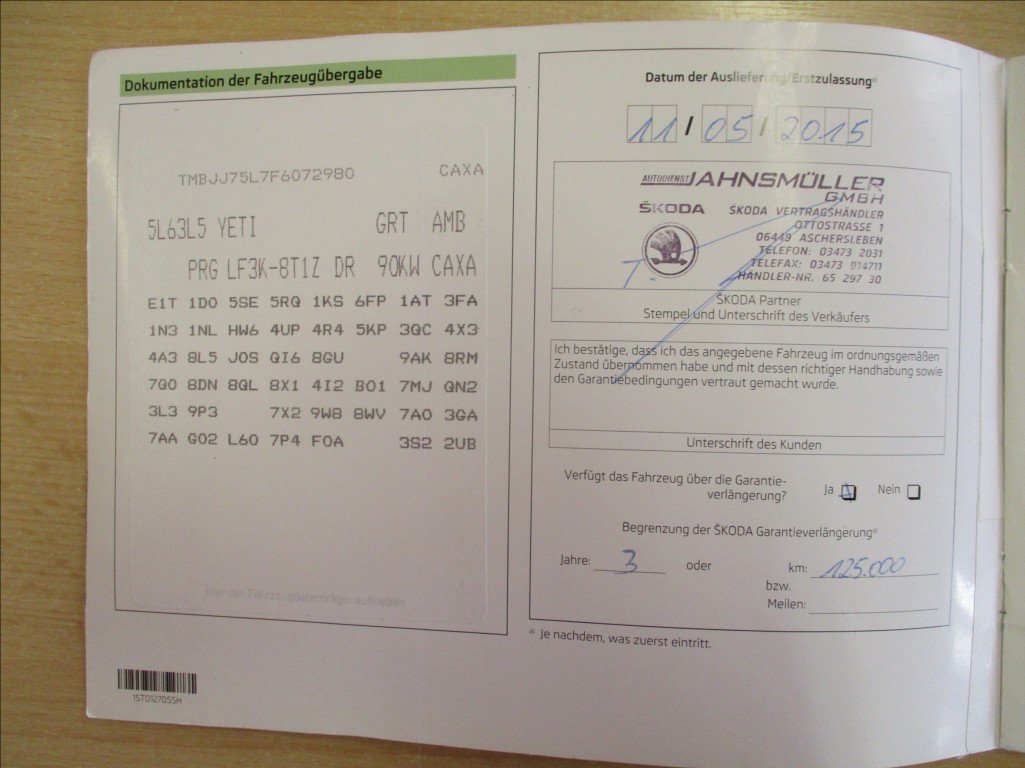 Dokumentation der Fahrzeugübergabe
TMBJJ75L7F6072980 CAXA
5L63L5 YETI GRT AMB
PRG LF3K-8T1Z DR 90KW CAXA
E1T 1D0 5SE 5RQ 1KS 6FP 1AT 3FA
1N3 1NL HW6 4UP 4R4 5KP 3QC 4X3
4A3 8L5 J0S QI6 8GU 9AK 8RM
7Q0 8DN 8QL 8X1 4I2 B01 7MJ QN2
3L3 9P3 7X2 9W8 8WV 7A0 3GA
7AA G02 L60 7P4 F0A 3S2 2UB
Hier den Fahrzeugdatenträger aufkleben
1ST012705SH
Datum der Auslieferung/Erstzulassung a)
11 / 05 / 2015
AUTODIENST JAHNSMÜLLER
GMBH
ŠKODA ŠKODA VERTRAGSHÄNDLER
OTTOSTRASSE 1
06449 ASCHERSLEBEN
TELEFON: 03473 2031
TELEFAX: 03473 914711
HÄNDLER-NR. 65 297 30
ŠKODA Partner
Stempel und Unterschrift des Verkäufers
Ich bestätige, dass ich das angegebene Fahrzeug im ordnungsgemäßen
Zustand übernommen habe und mit dessen richtiger Handhabung sowie
den Garantiebedingungen vertraut gemacht wurde.
Unterschrift des Kunden
Verfügt das Fahrzeug über die Garantie-
verlängerung? Ja Nein
Begrenzung der ŠKODA Garantieverlängerung a)
Jahre: 3 oder km: 125.000
bzw.
Meilen:
a) Je nachdem, was zuerst eintritt.